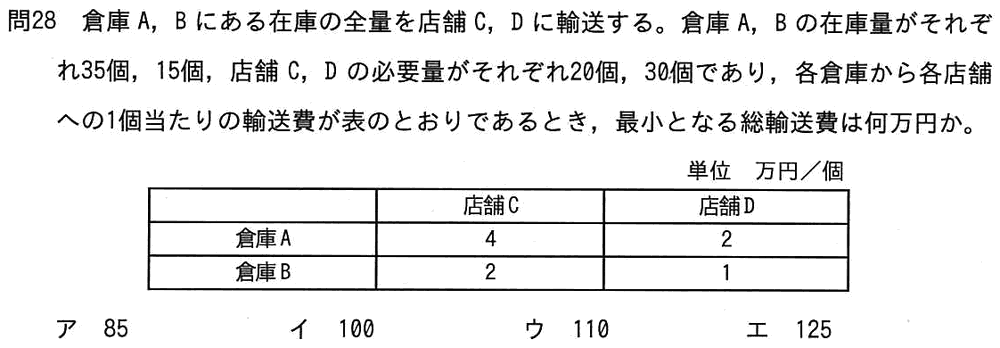 問28　倉庫A，Bにある在庫の全量を店舗C，Dに輸送する。倉庫A，Bの在庫量がそれぞ
れ35個，15個，店舗C，Dの必要量がそれぞれ20個，30個であり，各倉庫から各店舗
への1個当たりの輸送費が表のとおりであるとき，最小となる総輸送費は何万円か。
単位　万円／個
店舗C　店舗D
倉庫A　4　2
倉庫B　2　1
ア　85　イ　100　ウ　110　エ　125